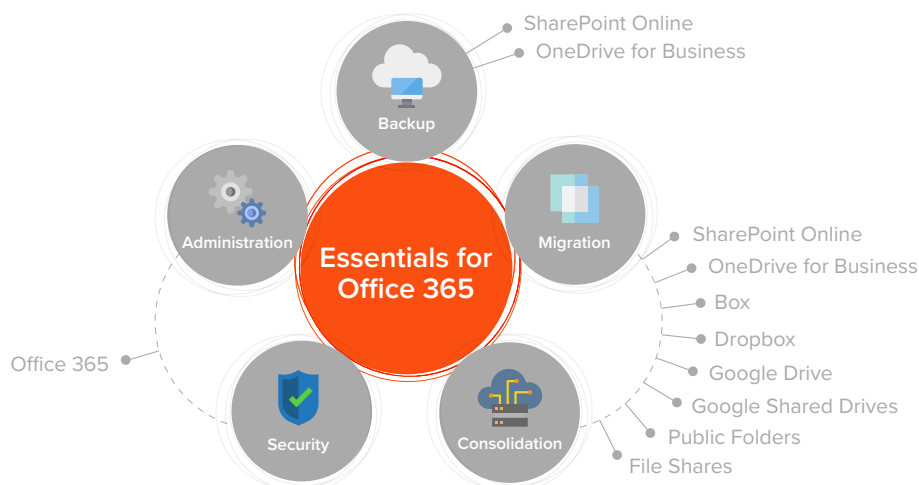 SharePoint Online
OneDrive for Business
Backup
Administration
Migration
Essentials for
Office 365
SharePoint Online
OneDrive for Business
Box
Dropbox
Office 365
Google Drive
Google Shared Drives
Public Folders
Security
Consolidation
File Shares